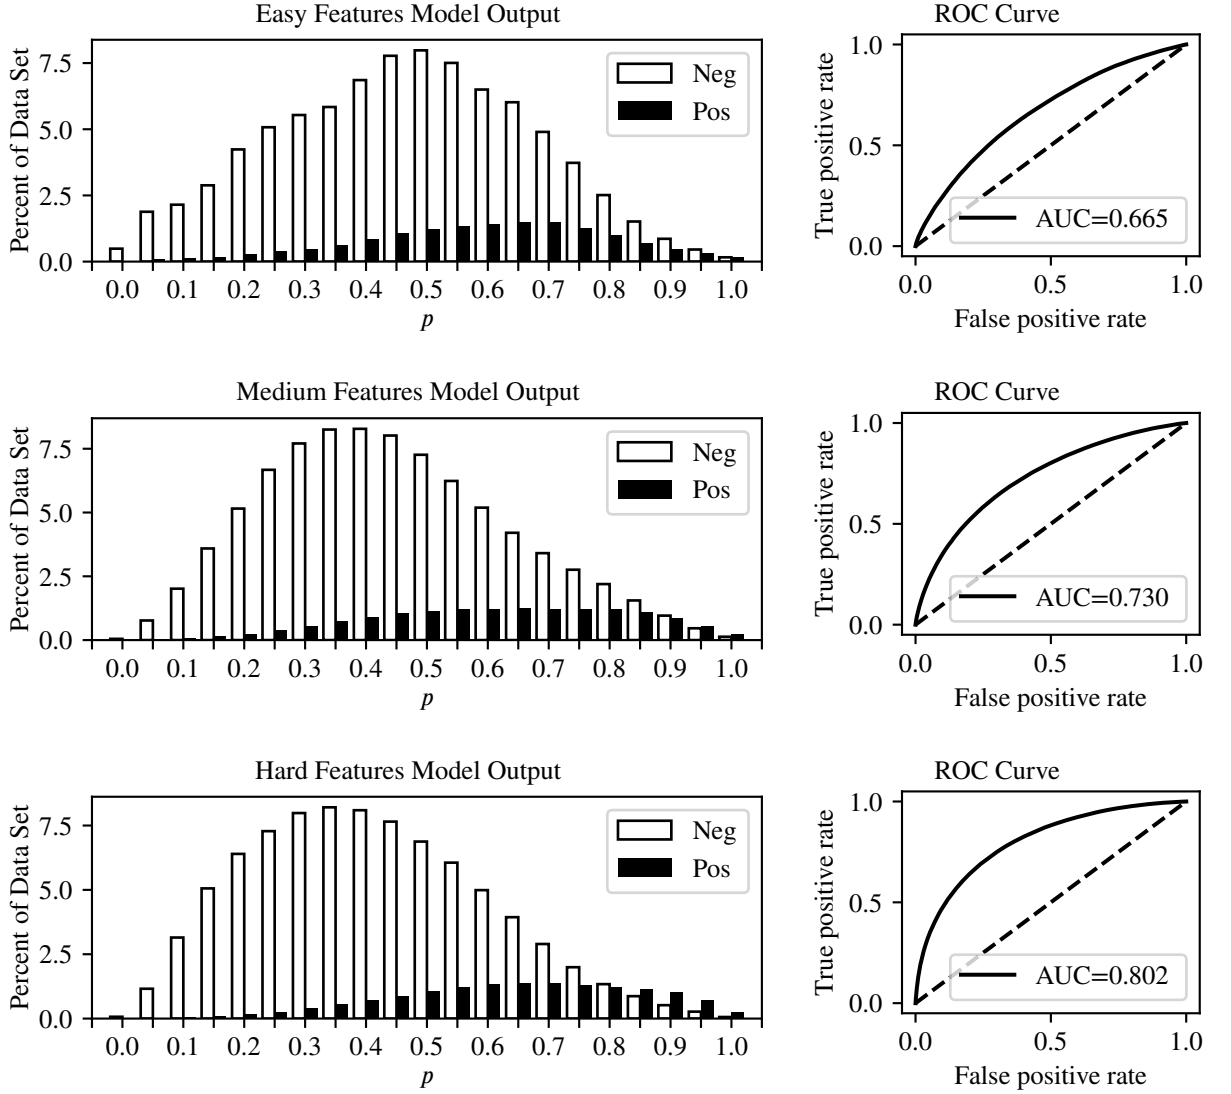 Easy Features Model Output
Percent of Data Set
7.5
5.0
2.5
0.0
Neg
Pos
0.0 0.1 0.2 0.3 0.4 0.5 0.6 0.7 0.8 0.9 1.0
p
ROC Curve
True positive rate
1.0
0.5
0.0
AUC=0.665
0.0 0.5 1.0
False positive rate
Medium Features Model Output
Percent of Data Set
7.5
5.0
2.5
0.0
Neg
Pos
0.0 0.1 0.2 0.3 0.4 0.5 0.6 0.7 0.8 0.9 1.0
p
ROC Curve
True positive rate
1.0
0.5
0.0
AUC=0.730
0.0 0.5 1.0
False positive rate
Hard Features Model Output
Percent of Data Set
7.5
5.0
2.5
0.0
Neg
Pos
0.0 0.1 0.2 0.3 0.4 0.5 0.6 0.7 0.8 0.9 1.0
p
ROC Curve
True positive rate
1.0
0.5
0.0
AUC=0.802
0.0 0.5 1.0
False positive rate